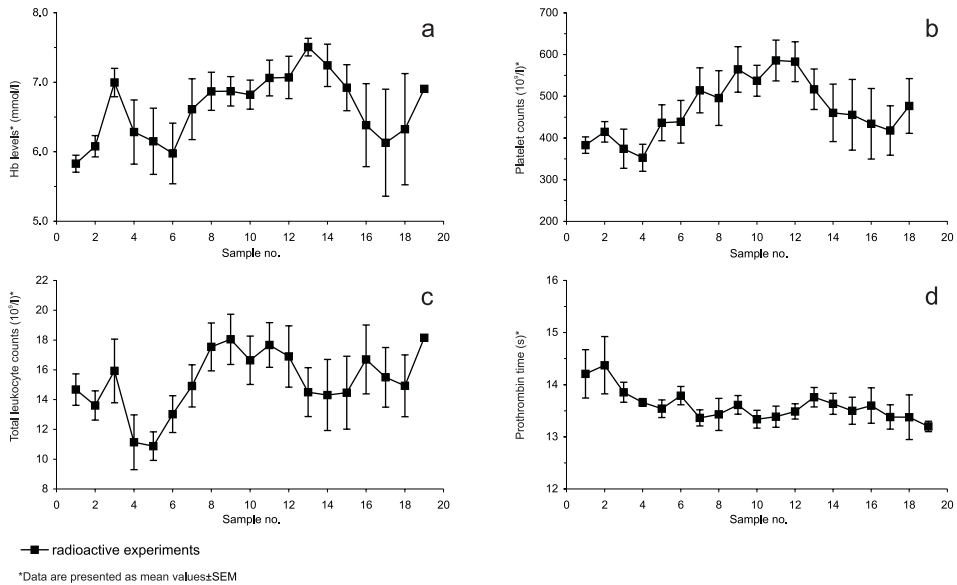 a
Hb levels* (nmol/l)
8.0
7.0
6.0
5.0
0 2 4 6 8 10 12 14 16 18 20
Sample no.
b
Platelet counts (10⁹/l)*
700
600
500
400
300
200
0 2 4 6 8 10 12 14 16 18 20
Sample no.
c
Total leukocyte counts (10⁹/l)*
22
20
18
16
14
12
10
8
0 2 4 6 8 10 12 14 16 18 20
Sample no.
d
Prothrombin time (s)*
16
15
14
13
12
0 2 4 6 8 10 12 14 16 18 20
Sample no.
radioactive experiments
*Data are presented as mean values±SEM